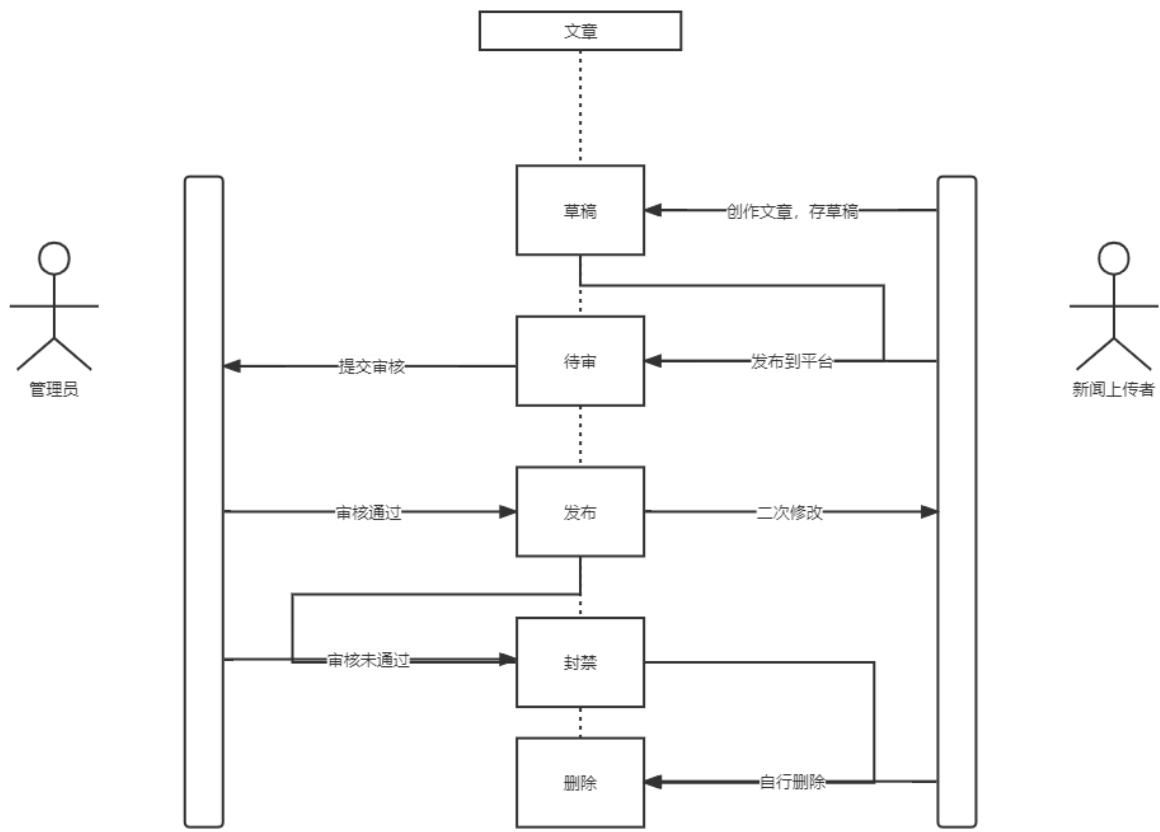 文章
草稿
创作文章，存草稿
待审
发布到平台
提交审核
管理员
新闻上传者
审核通过
发布
二次修改
审核未通过
封禁
删除
自行删除